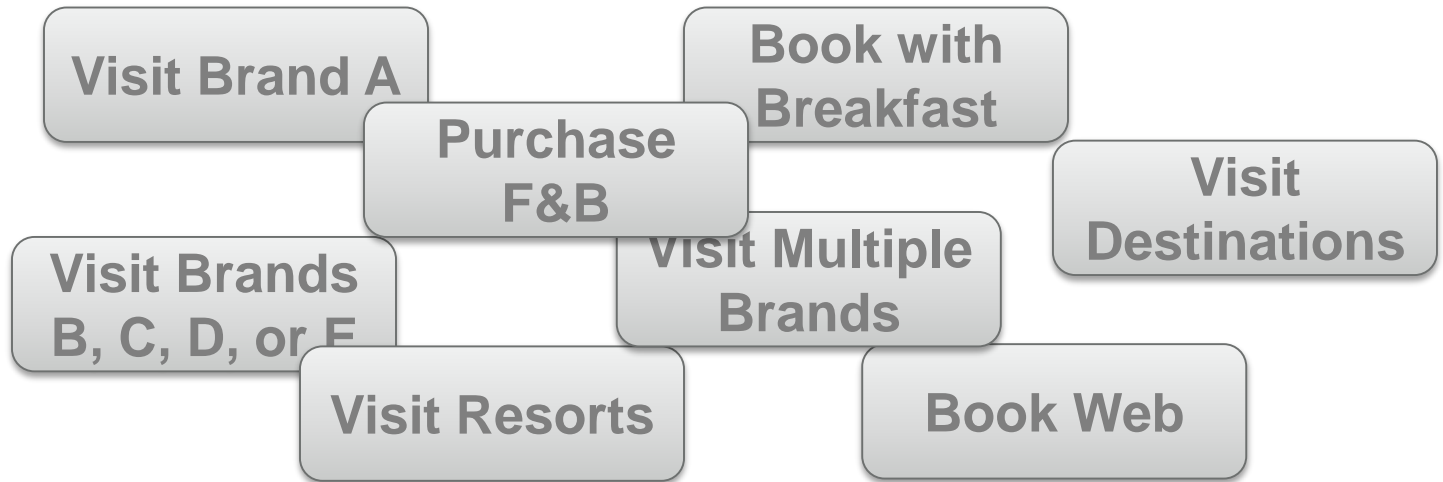 Visit Brand A
Book with
Breakfast
Purchase
F&B
Visit
Destinations
Visit Multiple
Brands
Visit Brands
B, C, D, or E
Visit Resorts
Book Web